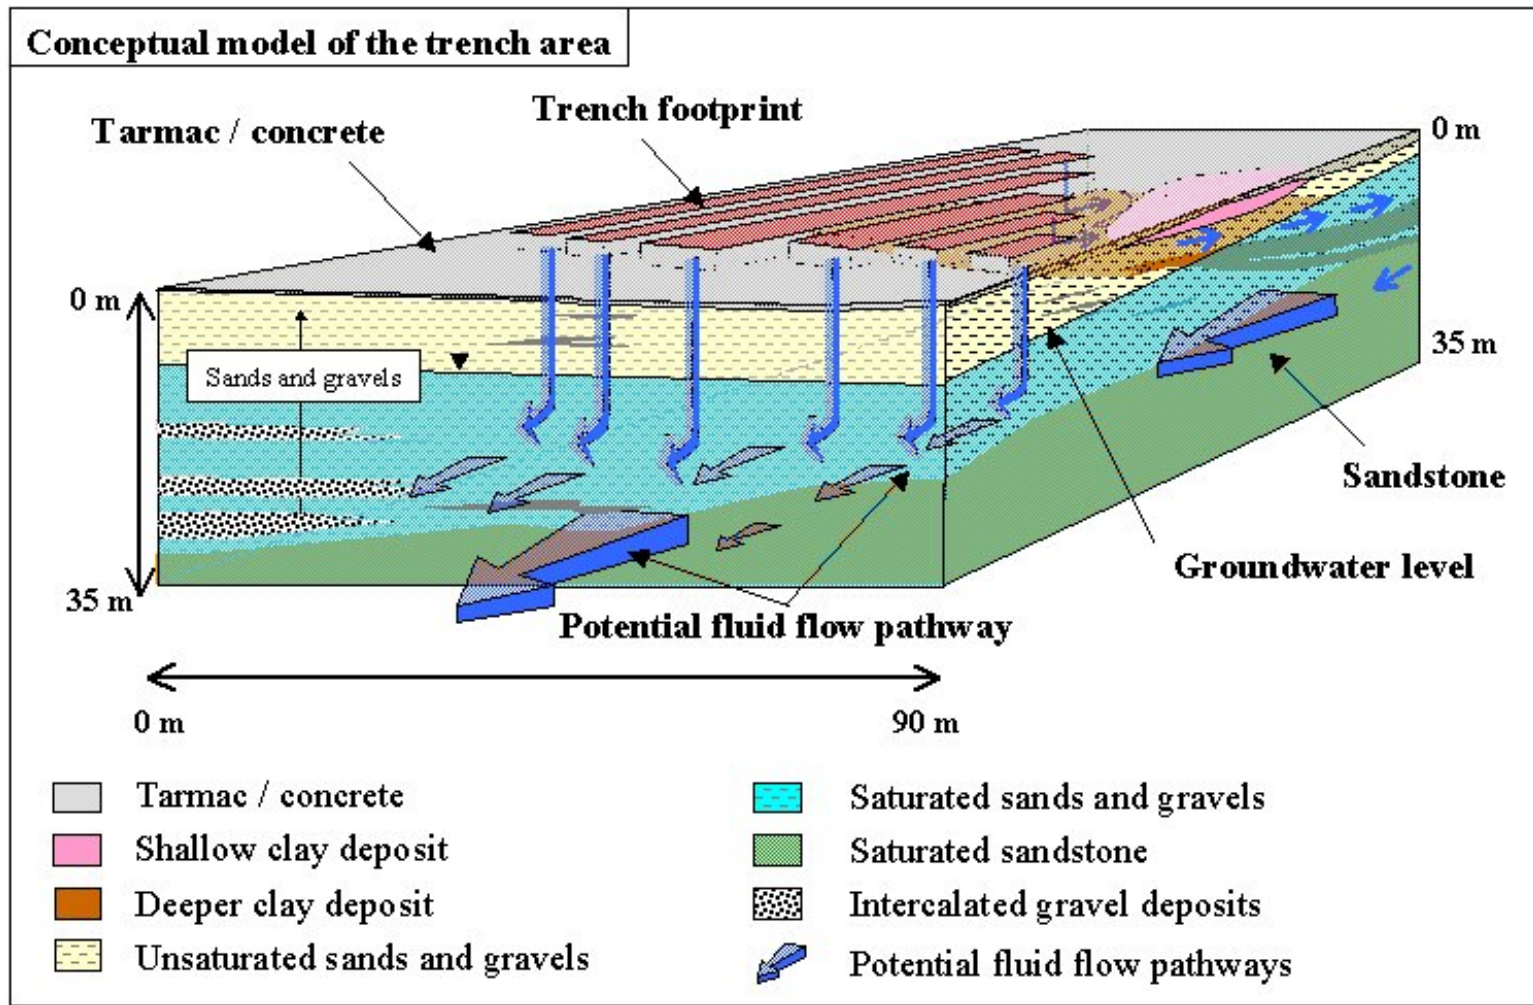 Conceptual model of the trench area
Trench footprint
Tarmac / concrete
0 m
0 m
35 m
Sands and gravels
Sandstone
Groundwater level
35 m
Potential fluid flow pathway
0 m
90 m
Tarmac / concrete
Shallow clay deposit
Deeper clay deposit
Unsaturated sands and gravels
Saturated sands and gravels
Saturated sandstone
Intercalated gravel deposits
Potential fluid flow pathways